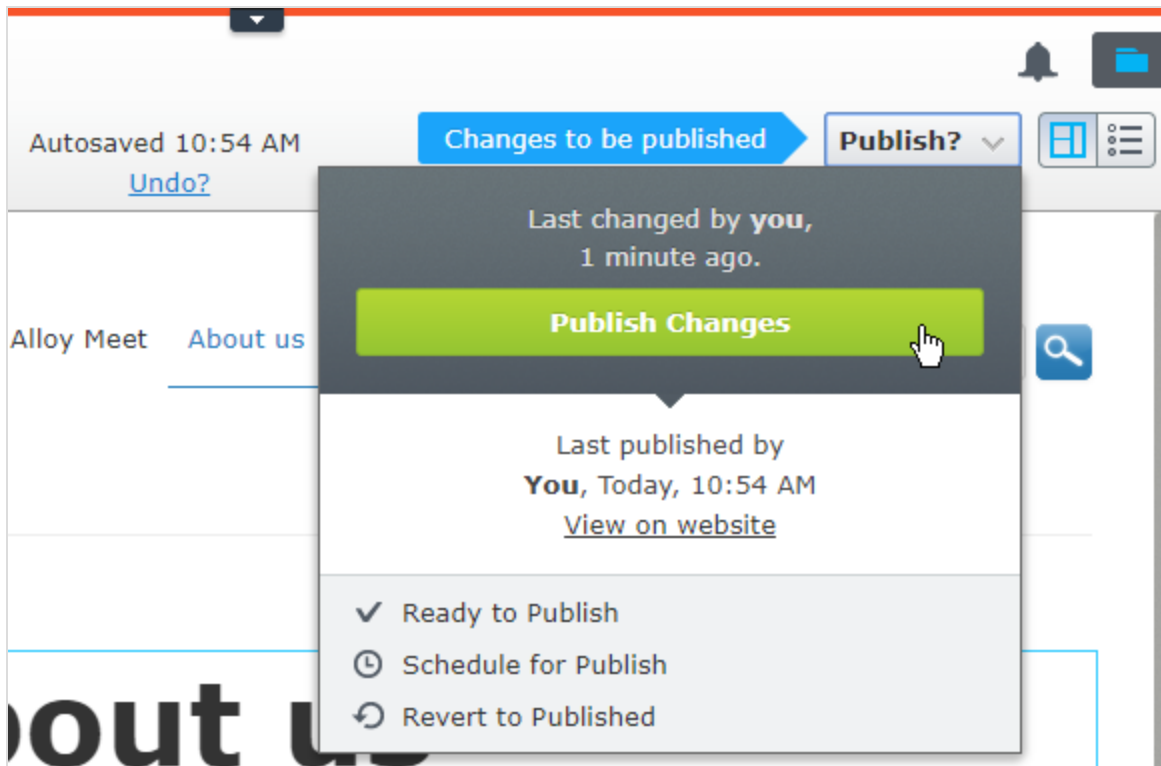 Autosaved 10:54 AM
Undo?
Changes to be published
Publish?
Last changed by you,
1 minute ago.
Publish Changes
Alloy Meet
About us
Last published by
You, Today, 10:54 AM
View on website
Ready to Publish
Schedule for Publish
Revert to Published
bout us